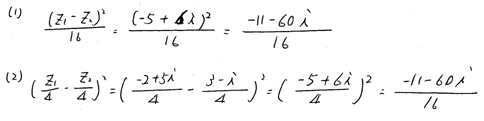 (1) (Z₁ - Z₂)²/16 = (-5 + 6i)²/16 = (-11 - 60i)/16
(2) (Z₁/4 - Z₂/4)² = ((-2+5i)/4 - (3-i)/4)² = ((-5+6i)/4)² = (-11-60i)/16